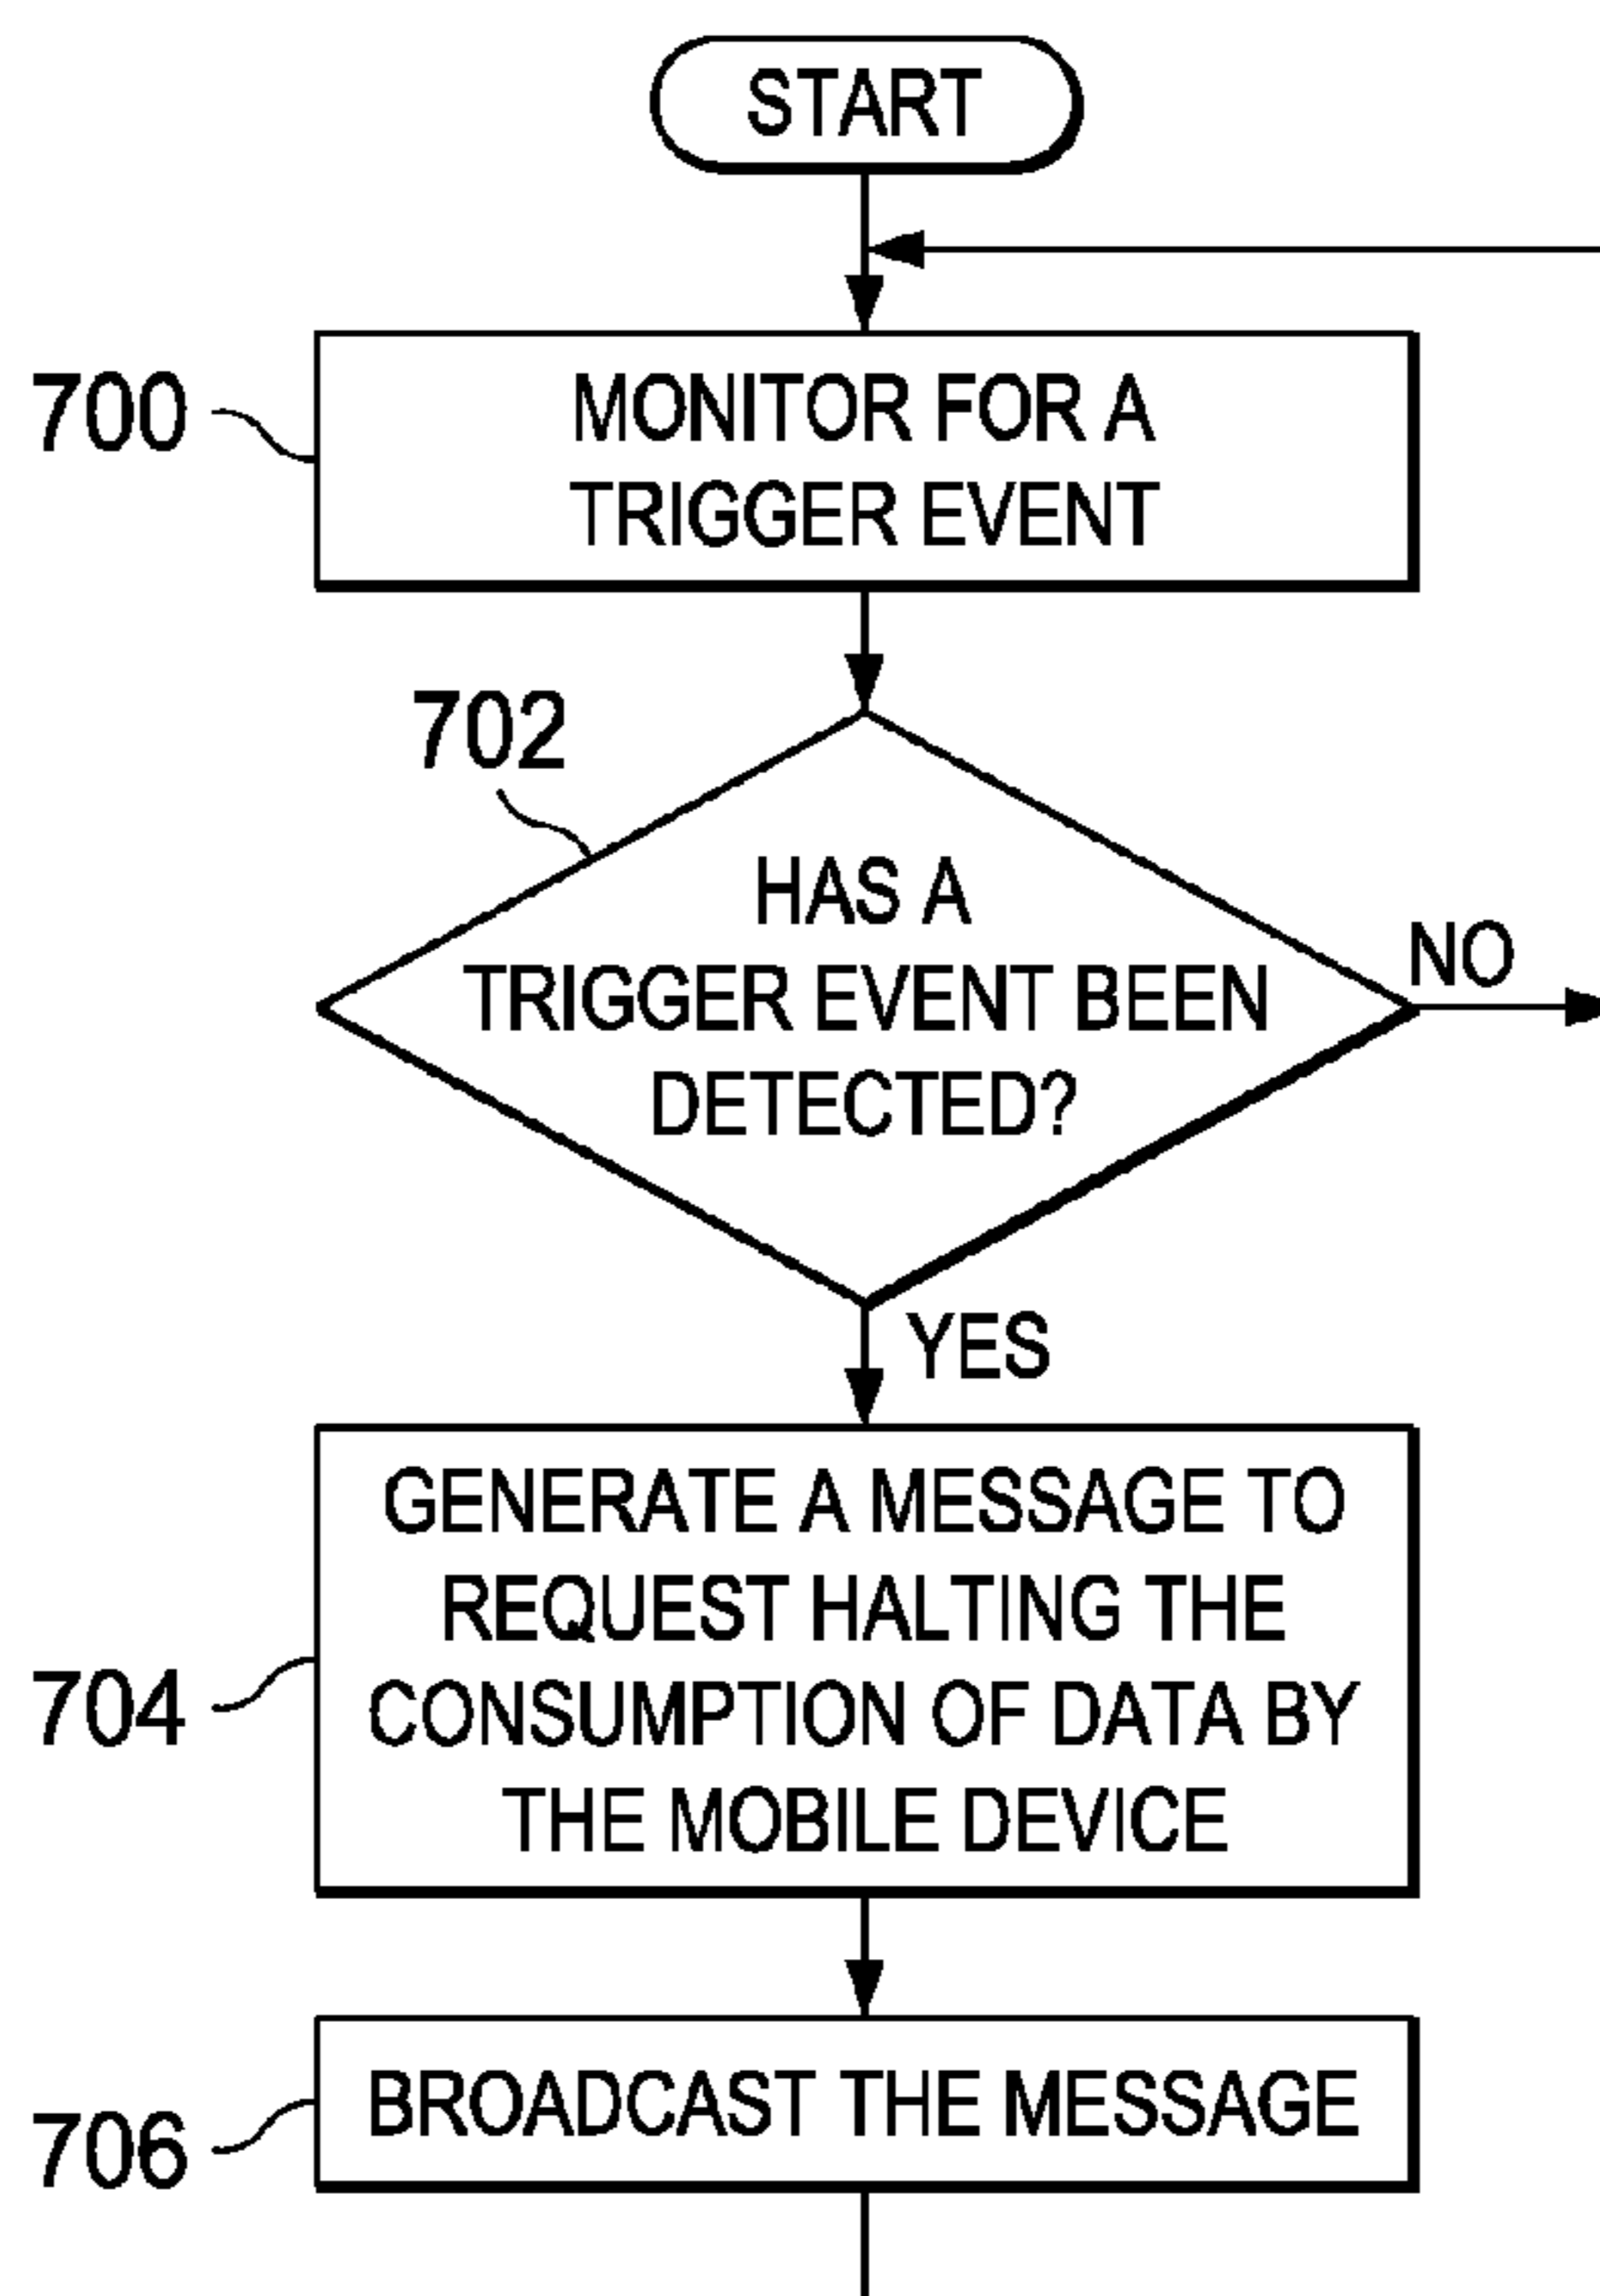 START
700
MONITOR FOR A
TRIGGER EVENT
702
HAS A
TRIGGER EVENT BEEN
DETECTED?
NO
YES
704
GENERATE A MESSAGE TO
REQUEST HALTING THE
CONSUMPTION OF DATA BY
THE MOBILE DEVICE
706
BROADCAST THE MESSAGE